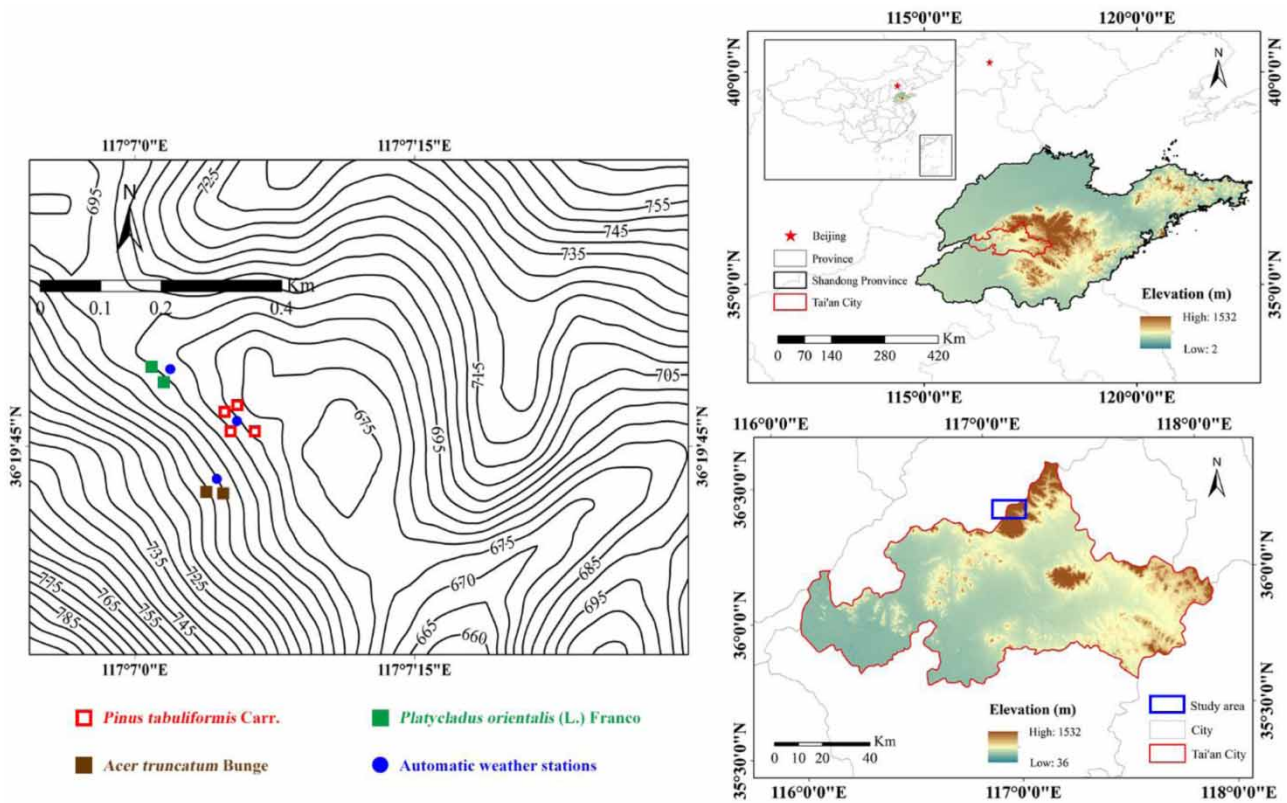 117°7'0"E
117°7'15"E
N
Km
0
0.1
0.2
0.4
695
725
755
745
735
715
705
695
675
675
670
665
660
685
695
735
725
775
765
755
745
785
36°19'45"N
36°19'45"N
117°7'0"E
117°7'15"E
Pinus tabuliformis Carr.
Platycladus orientalis (L.) Franco
Acer truncatum Bunge
Automatic weather stations
115°0'0"E
120°0'0"E
N
40°0'0"N
40°0'0"N
35°0'0"N
35°0'0"N
Beijing
Province
Shandong Pronvince
Tai'an City
Elevation (m)
High: 1532
Low: 2
Km
0 70 140 280 420
115°0'0"E
120°0'0"E
116°0'0"E
117°0'0"E
118°0'0"E
N
36°30'0"N
36°0'0"N
35°30'0"N
36°0'0"N
35°30'0"N
Study area
City
Tai'an City
Elevation (m)
High: 1532
Low: 36
Km
0 10 20 40
116°0'0"E
117°0'0"E
118°0'0"E